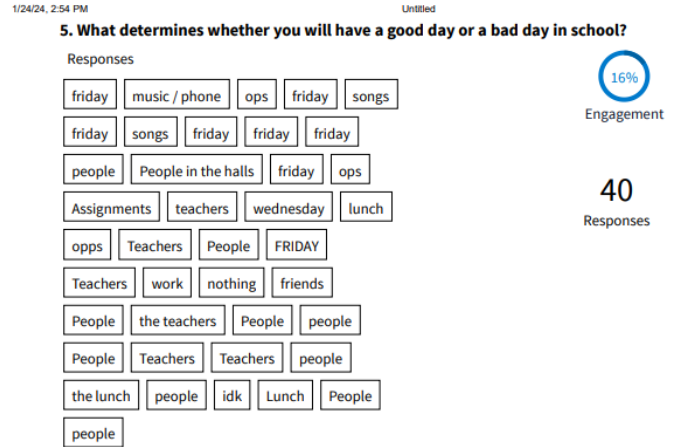 1/24/24, 2:54 PM Untitled
5. What determines whether you will have a good day or a bad day in school?
Responses
friday music / phone ops friday songs
friday songs friday friday friday
people People in the halls friday ops
Assignments teachers wednesday lunch
opps Teachers People FRIDAY
Teachers work nothing friends
People the teachers People people
People Teachers Teachers people
the lunch people idk Lunch People
people
16%
Engagement
40
Responses